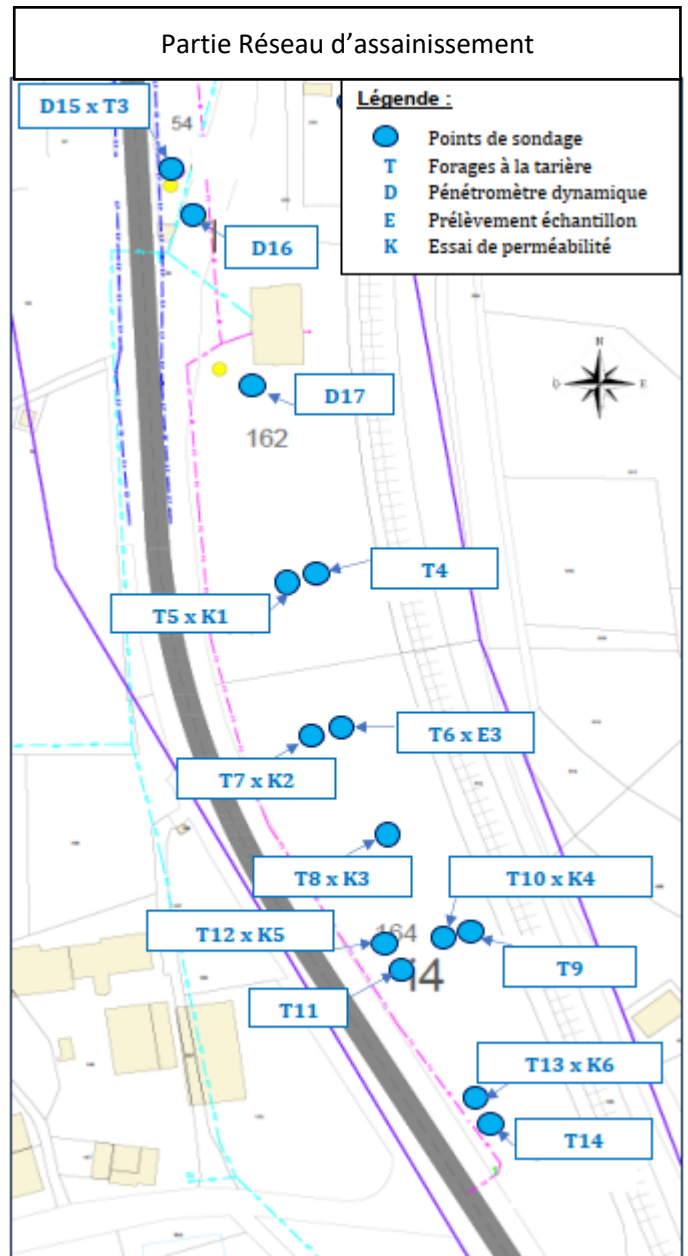 Partie Réseau d'assainissement
D15 x T3
54
Légende :
Points de sondage
T Forages à la tarière
D Pénétromètre dynamique
E Prélèvement échantillon
K Essai de perméabilité
D16
N
O E
D17
162
T4
T5 x K1
T6 x E3
T7 x K2
T8 x K3
T10 x K4
T12 x K5
164
T9
14
T11
T13 x K6
T14